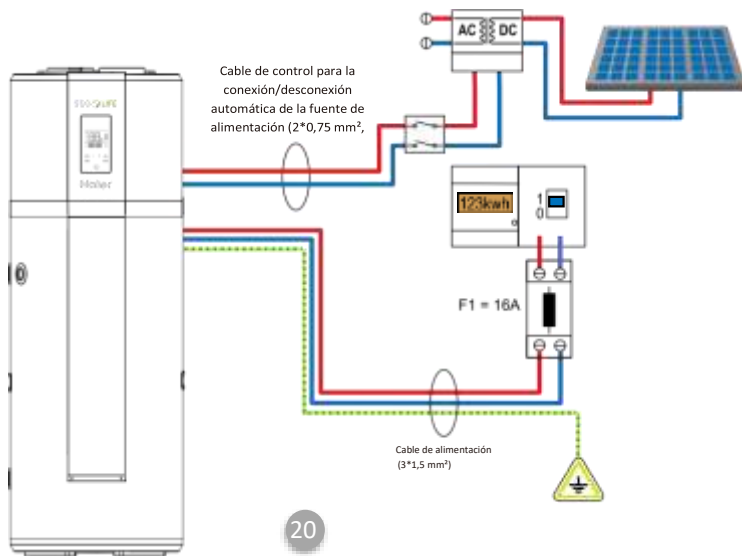 AC DC
Cable de control para la
conexión/desconexión
automática de la fuente de
alimentación (2*0,75 mm²,
Haier
123kwh
1
0
F1 = 16A
Cable de alimentación
(3*1,5 mm²)
20